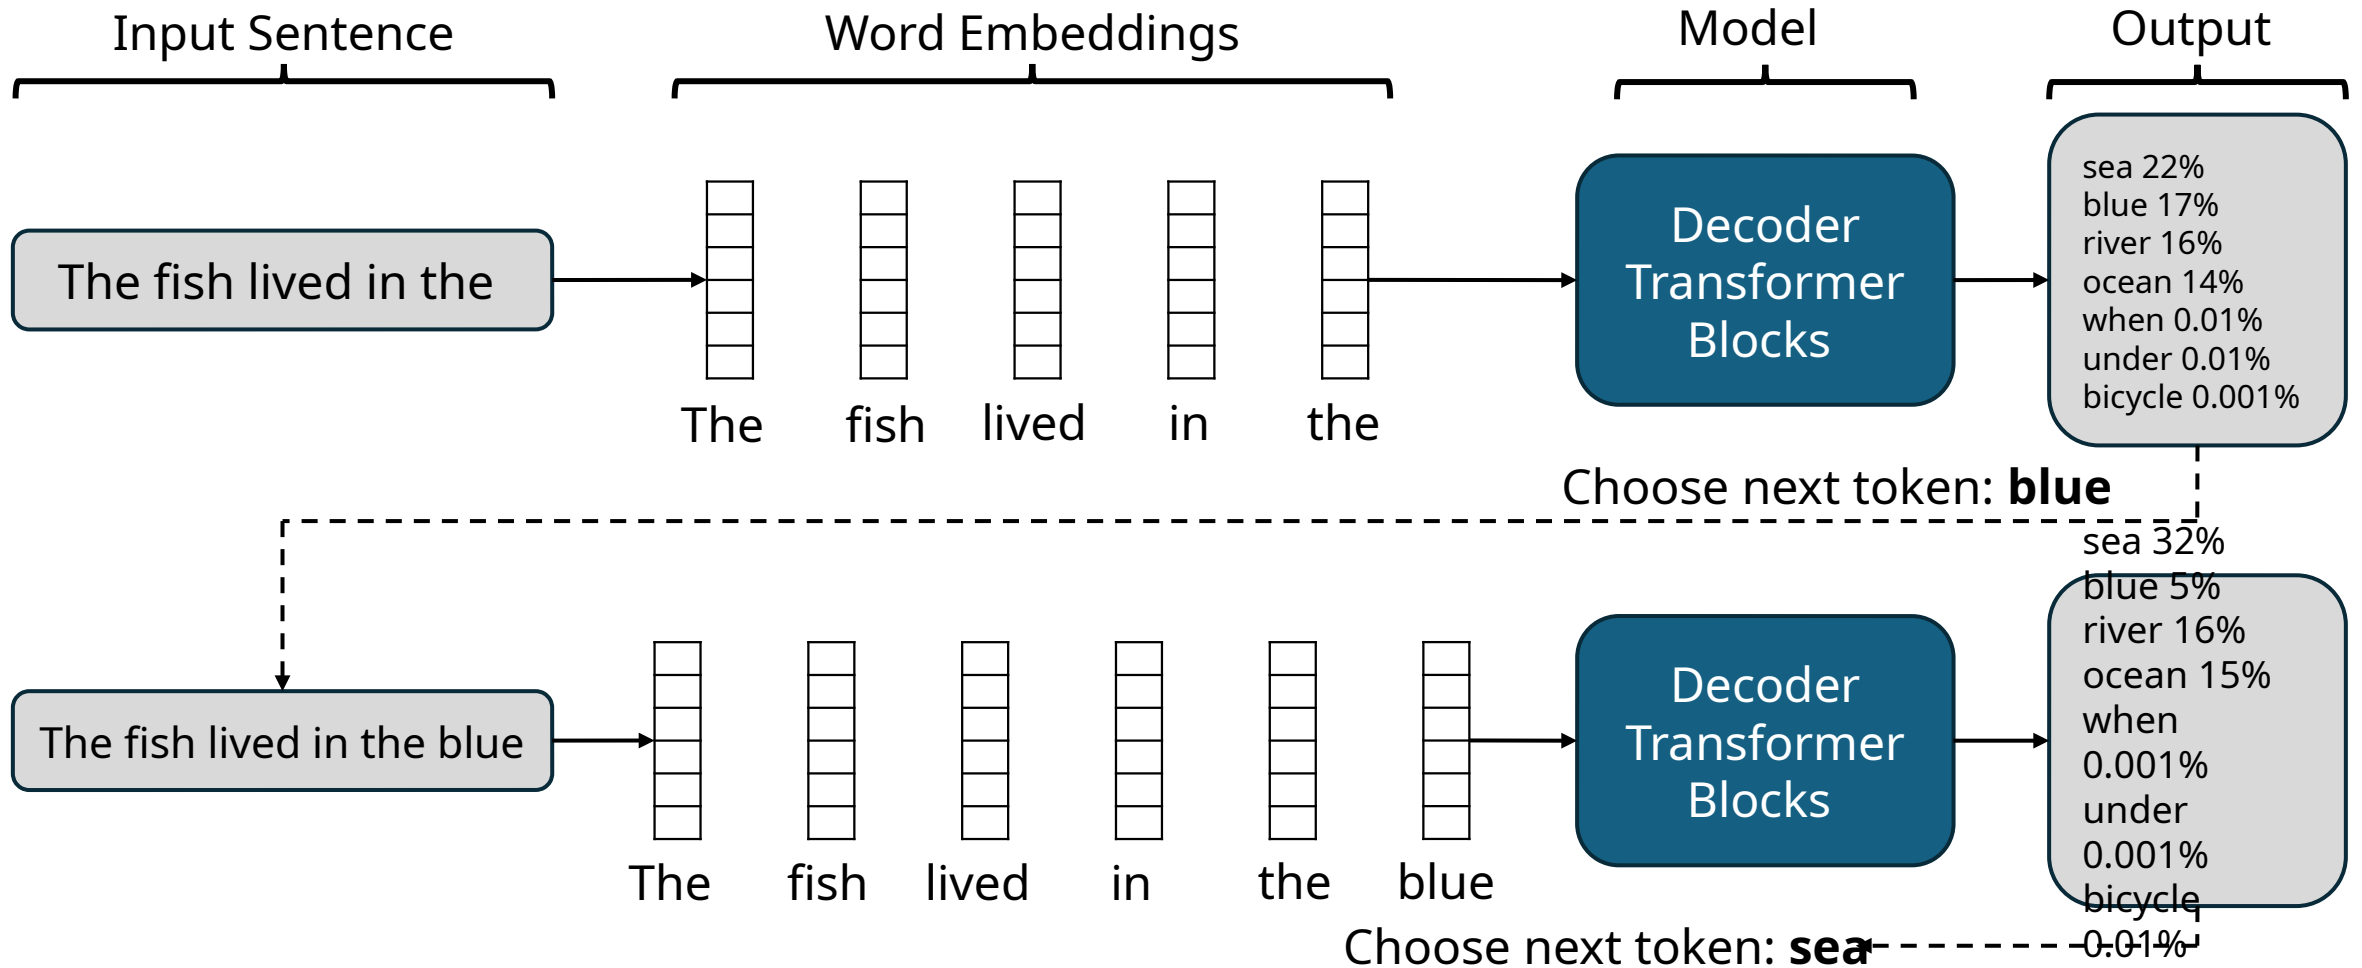 Input Sentence
Word Embeddings
Model
Output
The fish lived in the
The
fish
lived
in
the
Decoder
Transformer
Blocks
sea 22%
blue 17%
river 16%
ocean 14%
when 0.01%
under 0.01%
bicycle 0.001%
Choose next token: blue
The fish lived in the blue
The
fish
lived
in
the
blue
Decoder
Transformer
Blocks
sea 32%
blue 5%
river 16%
ocean 15%
when
0.001%
under
0.001%
bicycle
0.01%
Choose next token: sea